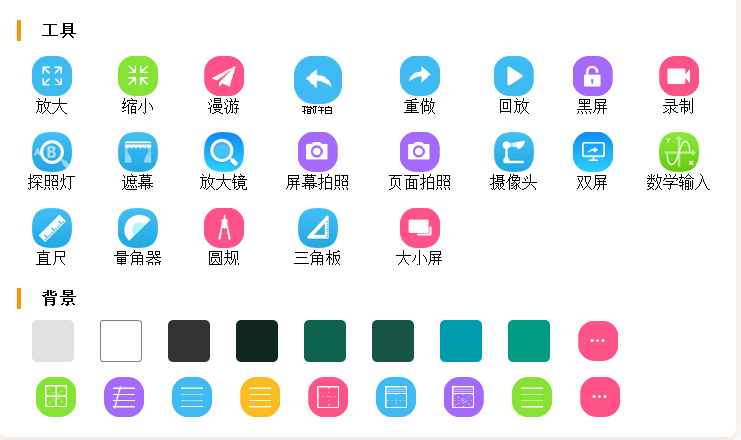 工具
放大 缩小 漫游 撤销 重做 回放 黑屏 录制
探照灯 遮幕 放大镜 屏幕拍照 页面拍照 摄像头 双屏 数学输入
直尺 量角器 圆规 三角板 大小屏
背景